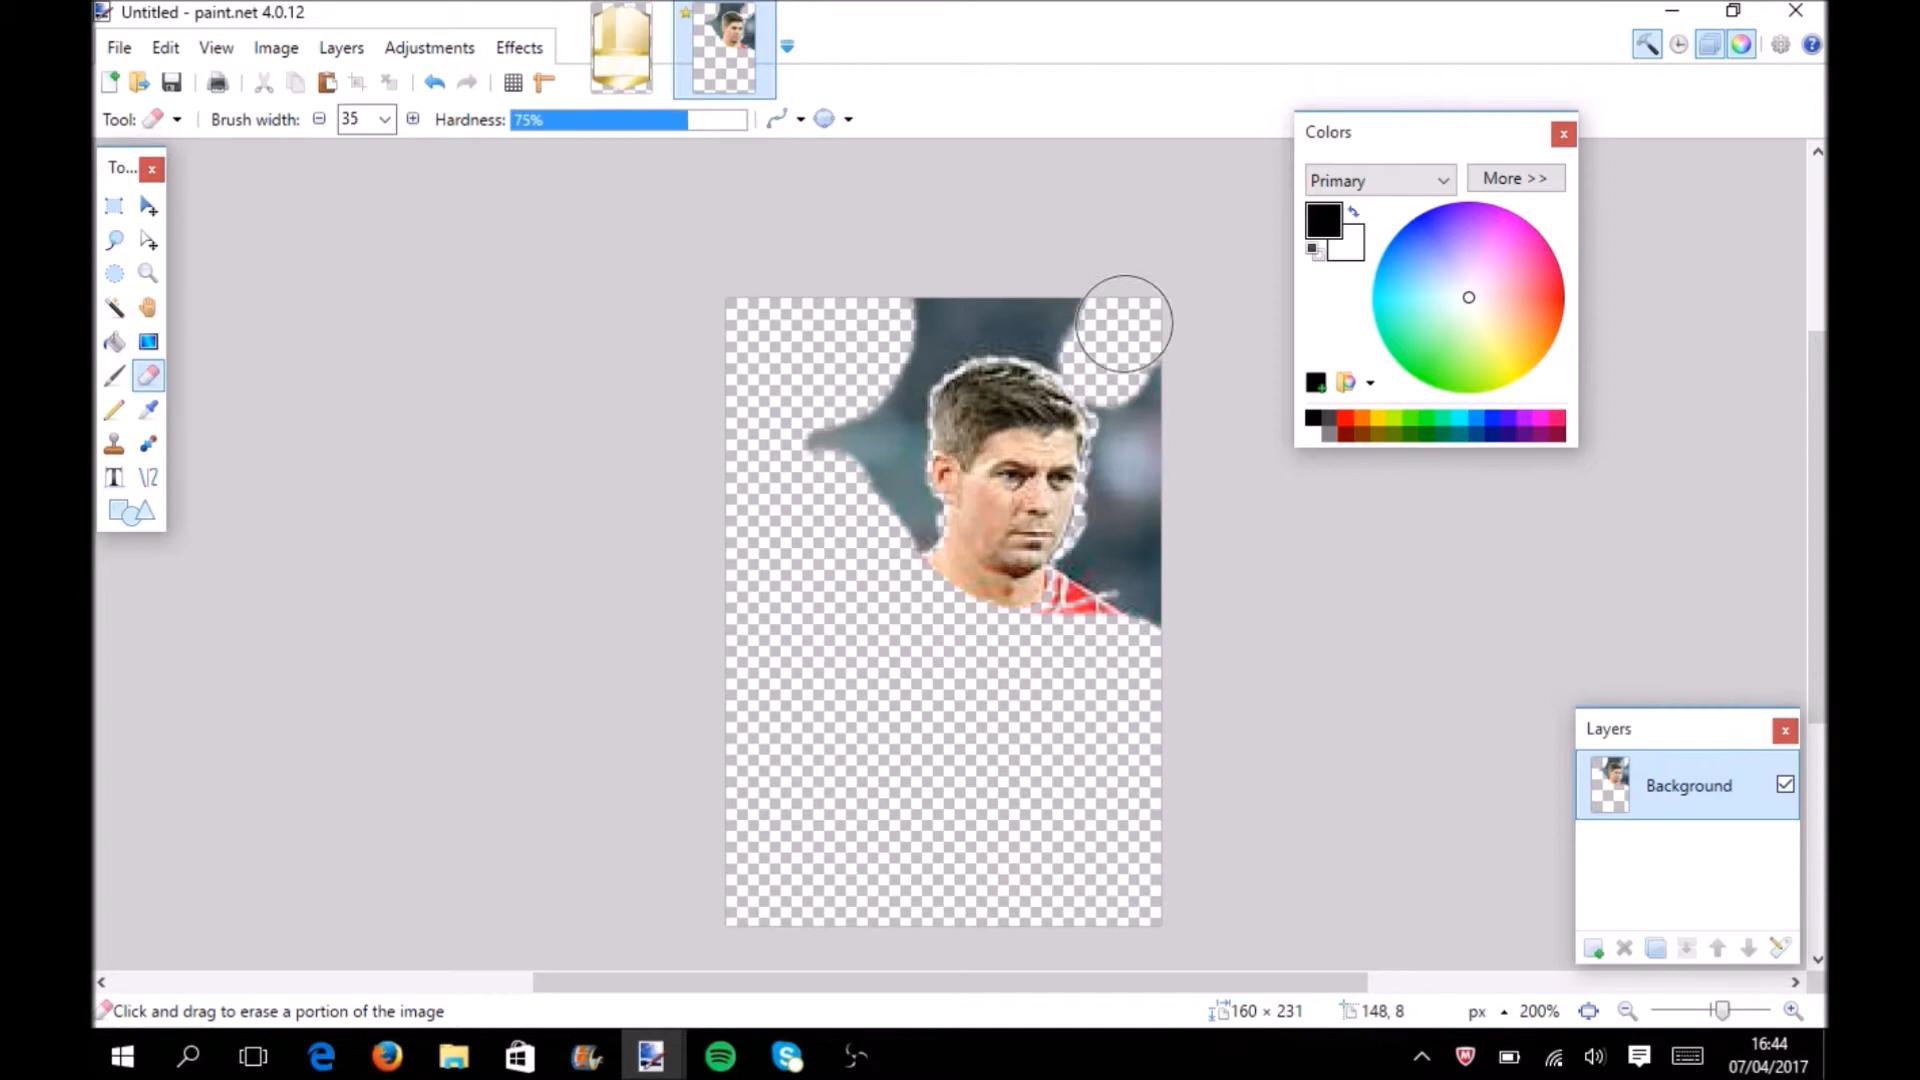 Untitled - paint.net 4.0.12
File Edit View Image Layers Adjustments Effects
Tool: Brush width: 35 Hardness: 75%
To...
Colors
Primary More >>
Layers
Background
Click and drag to erase a portion of the image
160 × 231 148, 8 px 200%
16:44
07/04/2017